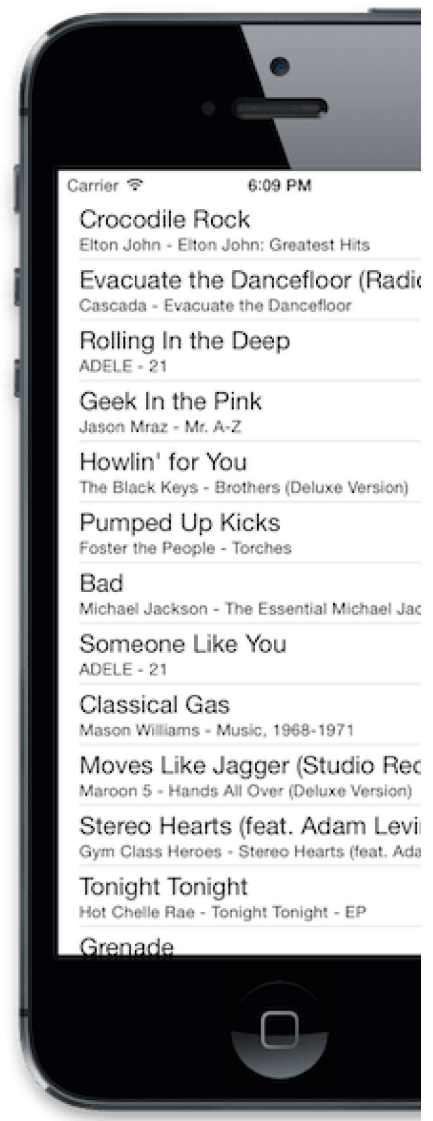 Carrier 6:09 PM
Crocodile Rock
Elton John - Elton John: Greatest Hits
Evacuate the Dancefloor (Radio
Cascada - Evacuate the Dancefloor
Rolling In the Deep
ADELE - 21
Geek In the Pink
Jason Mraz - Mr. A-Z
Howlin' for You
The Black Keys - Brothers (Deluxe Version)
Pumped Up Kicks
Foster the People - Torches
Bad
Michael Jackson - The Essential Michael Jac
Someone Like You
ADELE - 21
Classical Gas
Mason Williams - Music, 1968-1971
Moves Like Jagger (Studio Rec
Maroon 5 - Hands All Over (Deluxe Version)
Stereo Hearts (feat. Adam Levi
Gym Class Heroes - Stereo Hearts (feat. Ada
Tonight Tonight
Hot Chelle Rae - Tonight Tonight - EP
Grenade